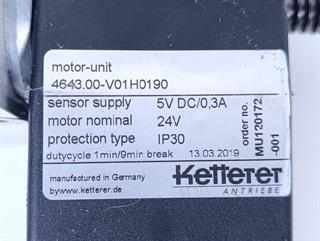 motor-unit
4643.00-V01H0190
sensor supply 5V DC/0,3A
motor nominal 24V
protection type IP30
dutycycle 1min/9min break 13.03.2019
order no.
MU120172
-001
manufactured in Germany
bywww.ketterer.de
Ketterer
ANTRIEBE